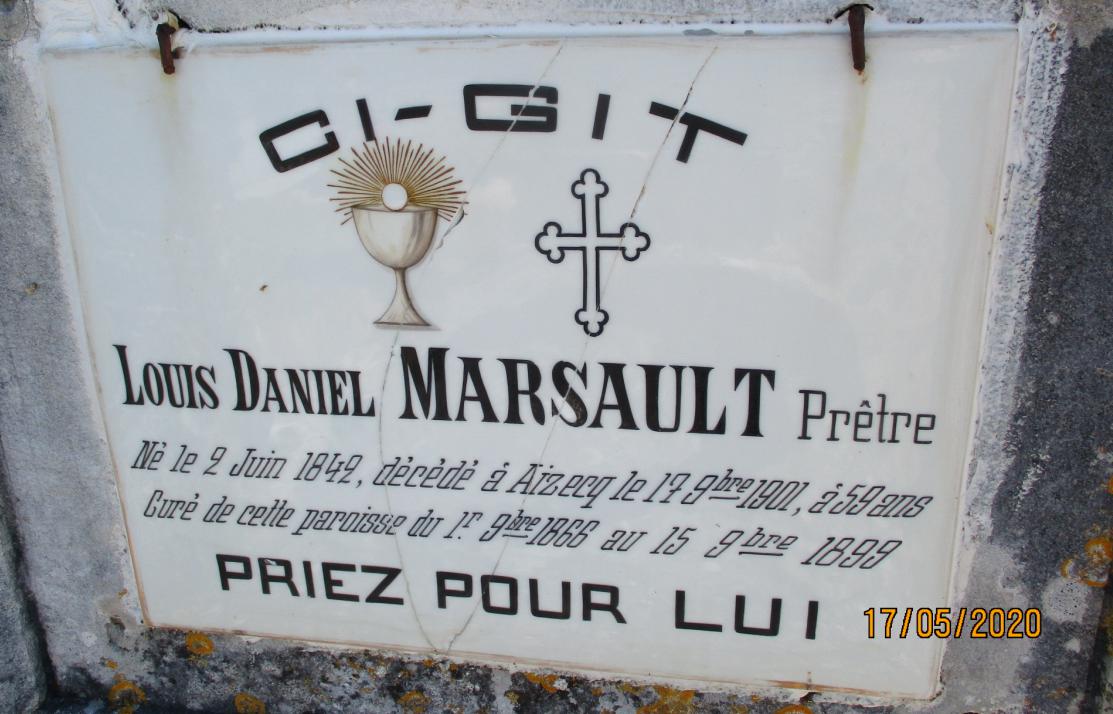 CI-GIT
LOUIS DANIEL MARSAULT Prêtre
Né le 2 Juin 1842, décédé à Aizecq le 17 9bre 1901, à 59 ans
Curé de cette paroisse du 1r. 9bre 1866 au 15 9bre 1899
PRIEZ POUR LUI
17/05/2020